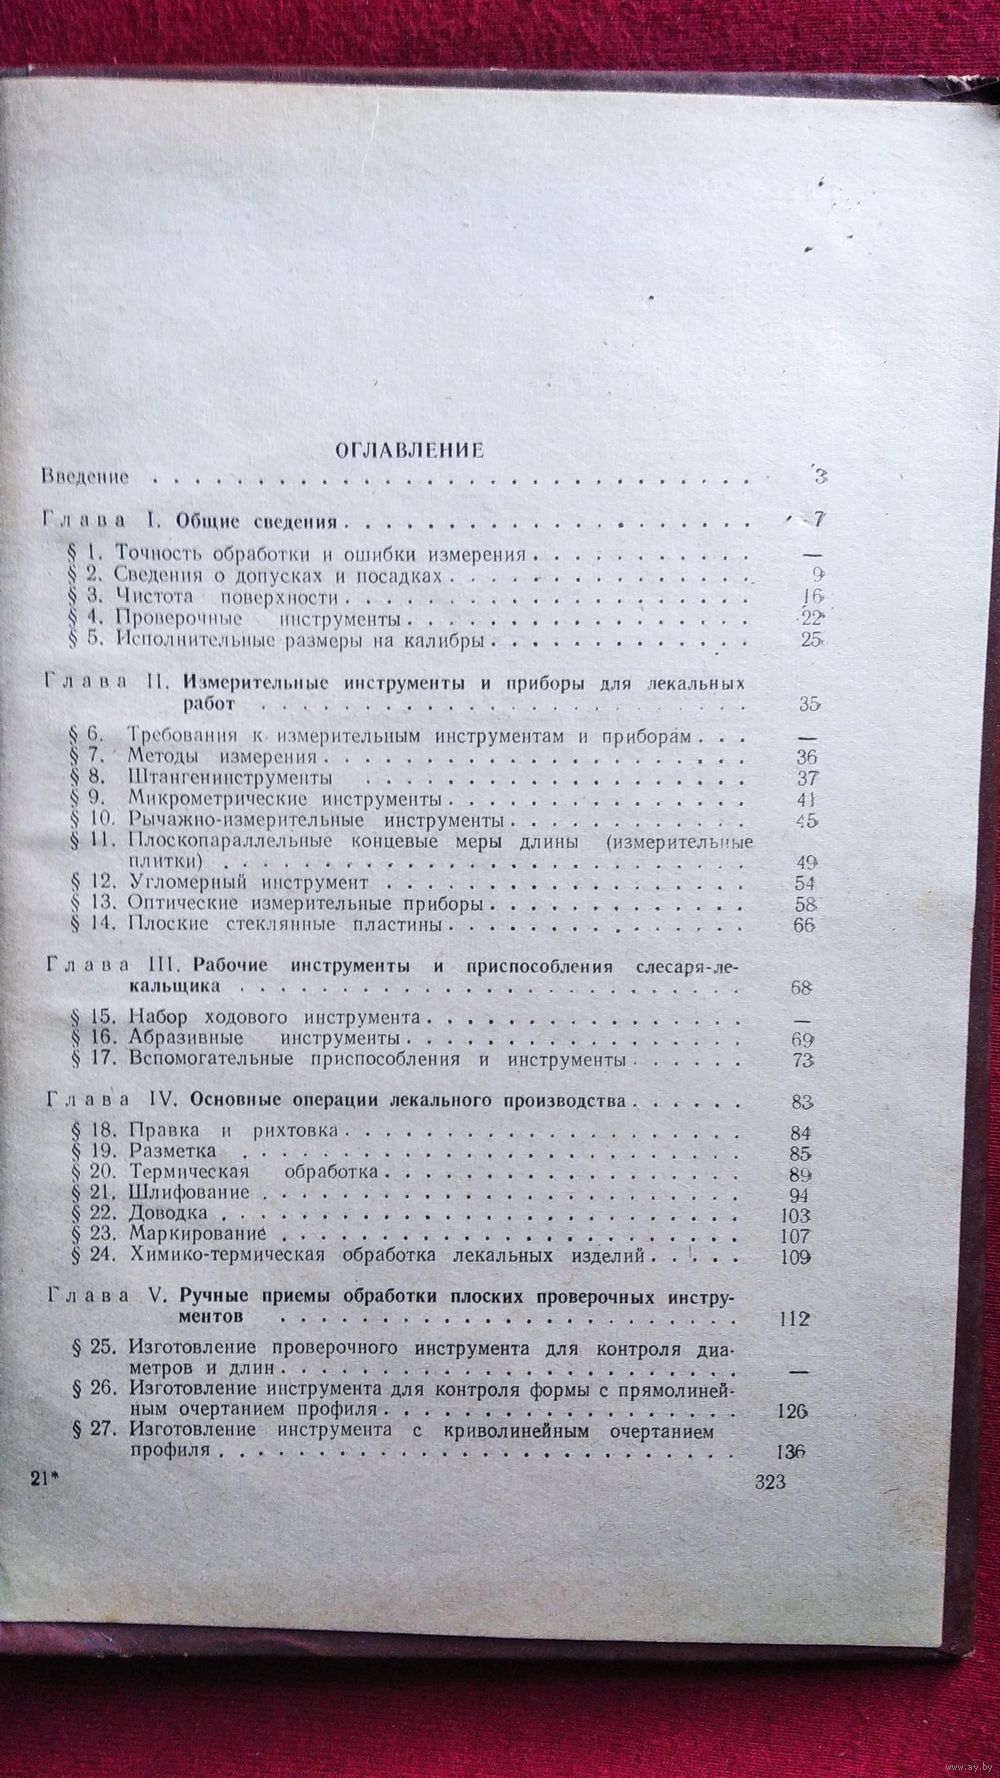 ОГЛАВЛЕНИЕ
Введение . . . . . . . . . . . . . . . . . . . . . . . . . . . . 3
Глава I. Общие сведения . . . . . . . . . . . . . . . . . . . . 7
§ 1. Точность обработки и ошибки измерения . . . . . . . . . . . —
§ 2. Сведения о допусках и посадках . . . . . . . . . . . . . . . 9
§ 3. Чистота поверхности . . . . . . . . . . . . . . . . . . . . 16
§ 4. Проверочные инструменты . . . . . . . . . . . . . . . . . 22
§ 5. Исполнительные размеры на калибры . . . . . . . . . . . . . 25
Глава II. Измерительные инструменты и приборы для лекальных
работ . . . . . . . . . . . . . . . . . . . . . . . 35
§ 6. Требования к измерительным инструментам и приборам . . . —
§ 7. Методы измерения . . . . . . . . . . . . . . . . . . . . . 36
§ 8. Штангенинструменты . . . . . . . . . . . . . . . . . . . 37
§ 9. Микрометрические инструменты . . . . . . . . . . . . . . . 41
§ 10. Рычажно-измерительные инструменты . . . . . . . . . . . . 45
§ 11. Плоскопараллельные концевые меры длины (измерительные
плитки) . . . . . . . . . . . . . . . . . . . . . . . . . 49
§ 12. Угломерный инструмент . . . . . . . . . . . . . . . . . . 54
§ 13. Оптические измерительные приборы . . . . . . . . . . . . . 58
§ 14. Плоские стеклянные пластины . . . . . . . . . . . . . . . 66
Глава III. Рабочие инструменты и приспособления слесаря-ле-
кальщика . . . . . . . . . . . . . . . . . . . . . . . . 68
§ 15. Набор ходового инструмента . . . . . . . . . . . . . . . . —
§ 16. Абразивные инструменты . . . . . . . . . . . . . . . . . 69
§ 17. Вспомогательные приспособления и инструменты . . . . . . 73
Глава IV. Основные операции лекального производства . . . . . . 83
§ 18. Правка и рихтовка . . . . . . . . . . . . . . . . . . . . 84
§ 19. Разметка . . . . . . . . . . . . . . . . . . . . . . . . 85
§ 20. Термическая обработка . . . . . . . . . . . . . . . . . . 89
§ 21. Шлифование . . . . . . . . . . . . . . . . . . . . . . . 94
§ 22. Доводка . . . . . . . . . . . . . . . . . . . . . . . . . 103
§ 23. Маркирование . . . . . . . . . . . . . . . . . . . . . . 107
§ 24. Химико-термическая обработка лекальных изделий . . . . . 109
Глава V. Ручные приемы обработки плоских проверочных инстру-
ментов . . . . . . . . . . . . . . . . . . . . . . 112
§ 25. Изготовление проверочного инструмента для контроля диа-
метров и длин . . . . . . . . . . . . . . . . . . . . . . —
§ 26. Изготовление инструмента для контроля формы с прямолиней-
ным очертанием профиля . . . . . . . . . . . . . . . . . 126
§ 27. Изготовление инструмента с криволинейным очертанием
профиля . . . . . . . . . . . . . . . . . . . . . . . . . 136
21* 323
www.ay.by